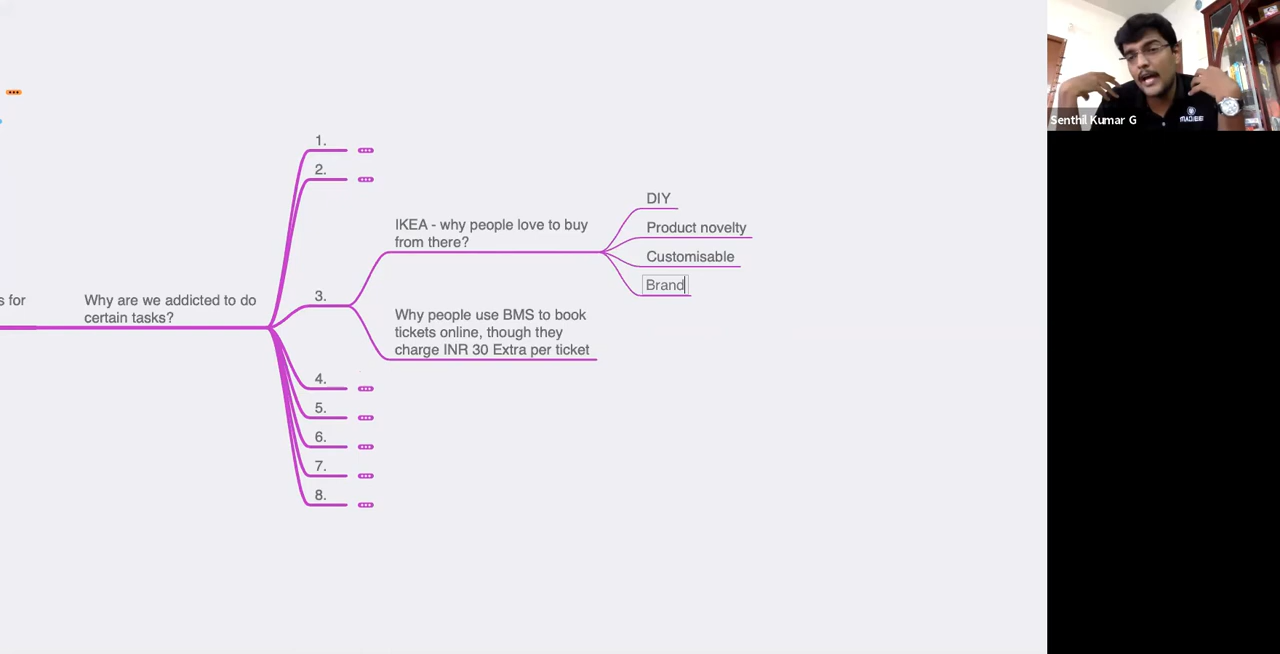 1.
2.
IKEA - why people love to buy
from there?
DIY
Product novelty
Customisable
Brand
s for
Why are we addicted to do
certain tasks?
3.
Why people use BMS to book
tickets online, though they
charge INR 30 Extra per ticket
4.
5.
6.
7.
8.
Senthil Kumar G